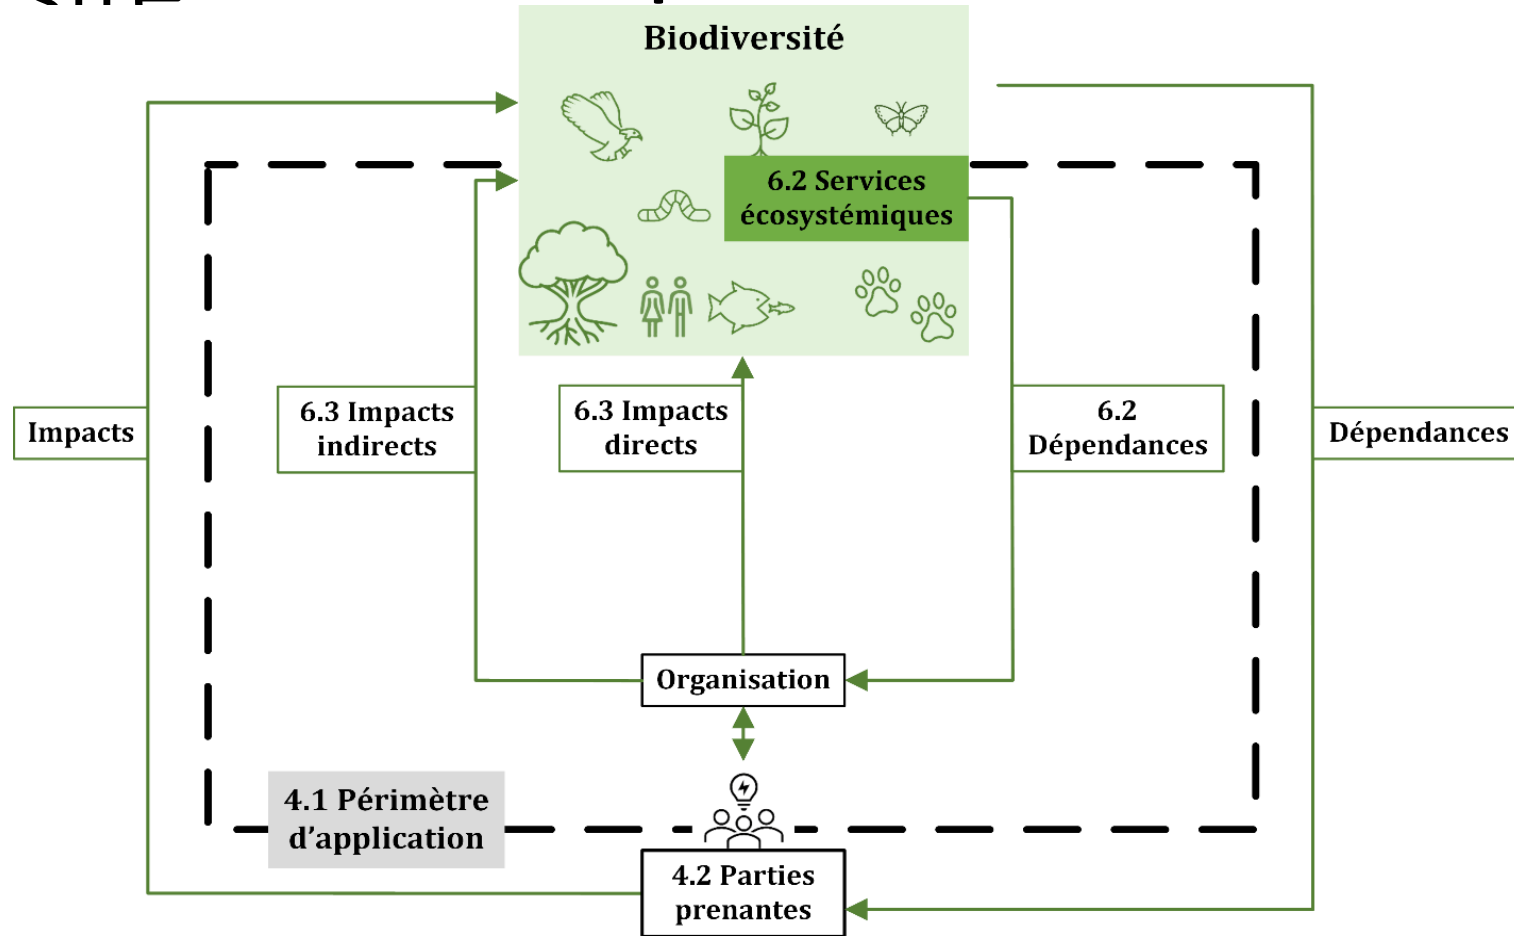 Biodiversité
6.2 Services
écosystémiques
6.3 Impacts
indirects
6.3 Impacts
directs
6.2
Dépendances
Impacts
Dépendances
Organisation
4.1 Périmètre
d’application
4.2 Parties
prenantes